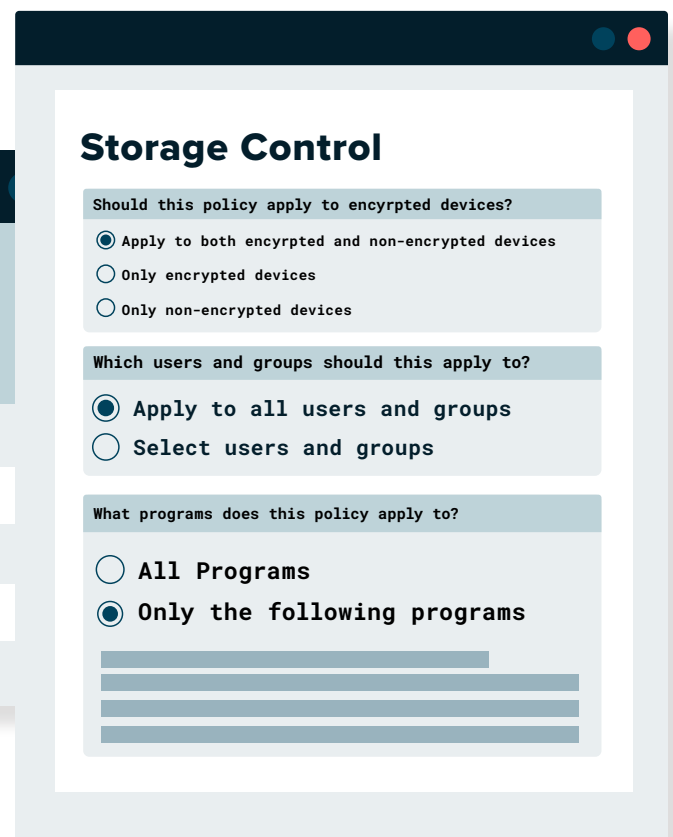 Storage Control
Should this policy apply to encyrpted devices?
Apply to both encyrpted and non-encrypted devices
Only encrypted devices
Only non-encrypted devices
Which users and groups should this apply to?
Apply to all users and groups
Select users and groups
What programs does this policy apply to?
All Programs
Only the following programs